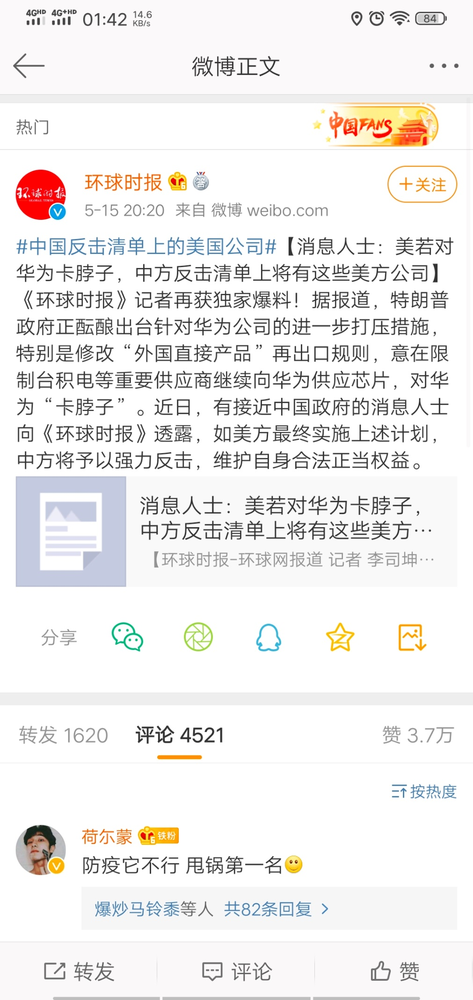 4GHD 4G+HD 01:42 14.6 KB/s 84
微博正文
热门
中国FANS
环球时报 6 答
+关注
环球时报
GLOBAL TIMES
5-15 20:20 来自 微博 weibo.com
#中国反击清单上的美国公司#【消息人士：美若对
华为卡脖子，中方反击清单上将有这些美方公司】
《环球时报》记者再获独家爆料！据报道，特朗普
政府正酝酿出台针对华为公司的进一步打压措施，
特别是修改“外国直接产品”再出口规则，意在限
制台积电等重要供应商继续向华为供应芯片，对华
为“卡脖子”。近日，有接近中国政府的消息人士
向《环球时报》透露，如美方最终实施上述计划，
中方将予以强力反击，维护自身合法正当权益。
消息人士：美若对华为卡脖子，
中方反击清单上将有这些美方…
【环球时报-环球网报道 记者 李司坤…
分享
转发 1620 评论 4521 赞 3.7万
按热度
荷尔蒙 6 铁粉
防疫它不行 甩锅第一名
爆炒马铃黍等人 共82条回复 >
转发 评论 赞